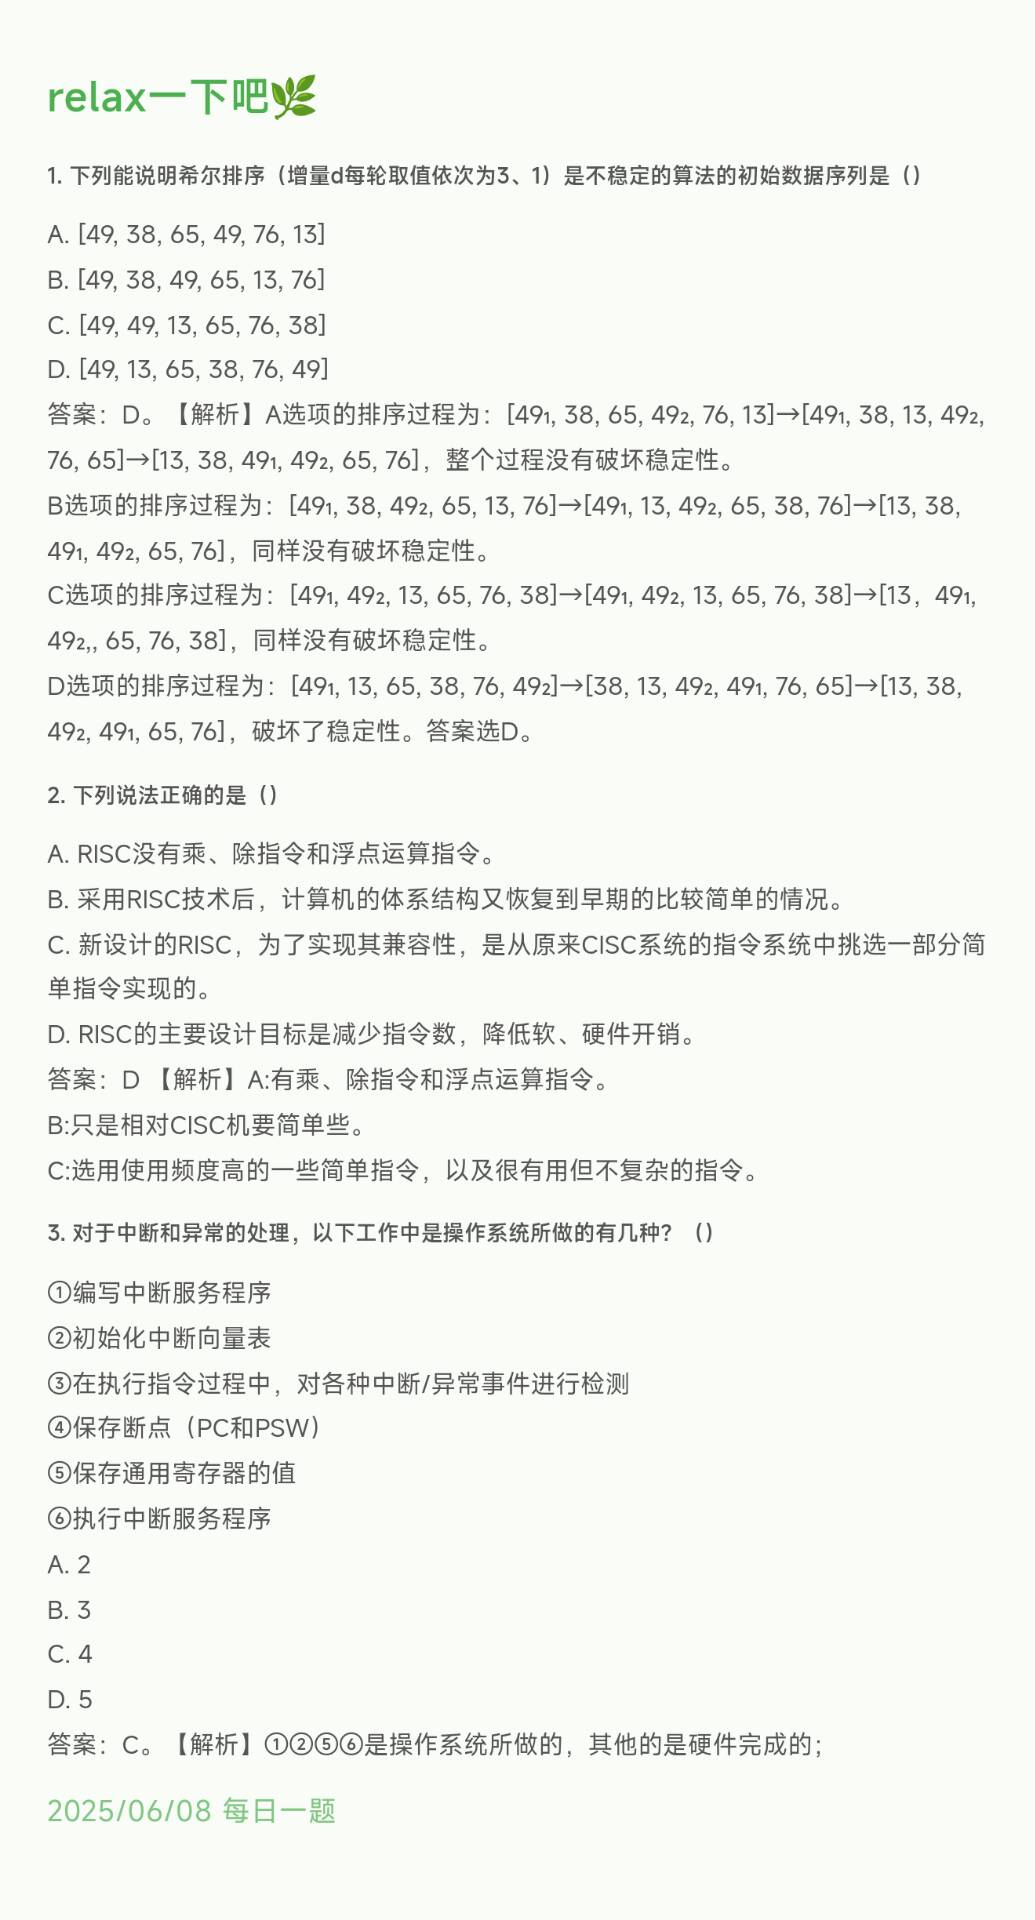 relax一下吧🌿
1. 下列能说明希尔排序（增量d每轮取值依次为3、1）是不稳定的算法的初始数据序列是（）
A. [49, 38, 65, 49, 76, 13]
B. [49, 38, 49, 65, 13, 76]
C. [49, 49, 13, 65, 76, 38]
D. [49, 13, 65, 38, 76, 49]
答案：D。【解析】A选项的排序过程为：[49₁, 38, 65, 49₂, 76, 13]→[49₁, 38, 13, 49₂,
76, 65]→[13, 38, 49₁, 49₂, 65, 76]，整个过程没有破坏稳定性。
B选项的排序过程为：[49₁, 38, 49₂, 65, 13, 76]→[49₁, 13, 49₂, 65, 38, 76]→[13, 38,
49₁, 49₂, 65, 76]，同样没有破坏稳定性。
C选项的排序过程为：[49₁, 49₂, 13, 65, 76, 38]→[49₁, 49₂, 13, 65, 76, 38]→[13，49₁,
49₂,, 65, 76, 38]，同样没有破坏稳定性。
D选项的排序过程为：[49₁, 13, 65, 38, 76, 49₂]→[38, 13, 49₂, 49₁, 76, 65]→[13, 38,
49₂, 49₁, 65, 76]，破坏了稳定性。答案选D。
2. 下列说法正确的是（）
A. RISC没有乘、除指令和浮点运算指令。
B. 采用RISC技术后，计算机的体系结构又恢复到早期的比较简单的情况。
C. 新设计的RISC，为了实现其兼容性，是从原来CISC系统的指令系统中挑选一部分简
单指令实现的。
D. RISC的主要设计目标是减少指令数，降低软、硬件开销。
答案：D 【解析】A:有乘、除指令和浮点运算指令。
B:只是相对CISC机要简单些。
C:选用使用频度高的一些简单指令，以及很有用但不复杂的指令。
3. 对于中断和异常的处理，以下工作中是操作系统所做的有几种？（）
①编写中断服务程序
②初始化中断向量表
③在执行指令过程中，对各种中断/异常事件进行检测
④保存断点（PC和PSW）
⑤保存通用寄存器的值
⑥执行中断服务程序
A. 2
B. 3
C. 4
D. 5
答案：C。【解析】①②⑤⑥是操作系统所做的，其他的是硬件完成的；
2025/06/08 每日一题